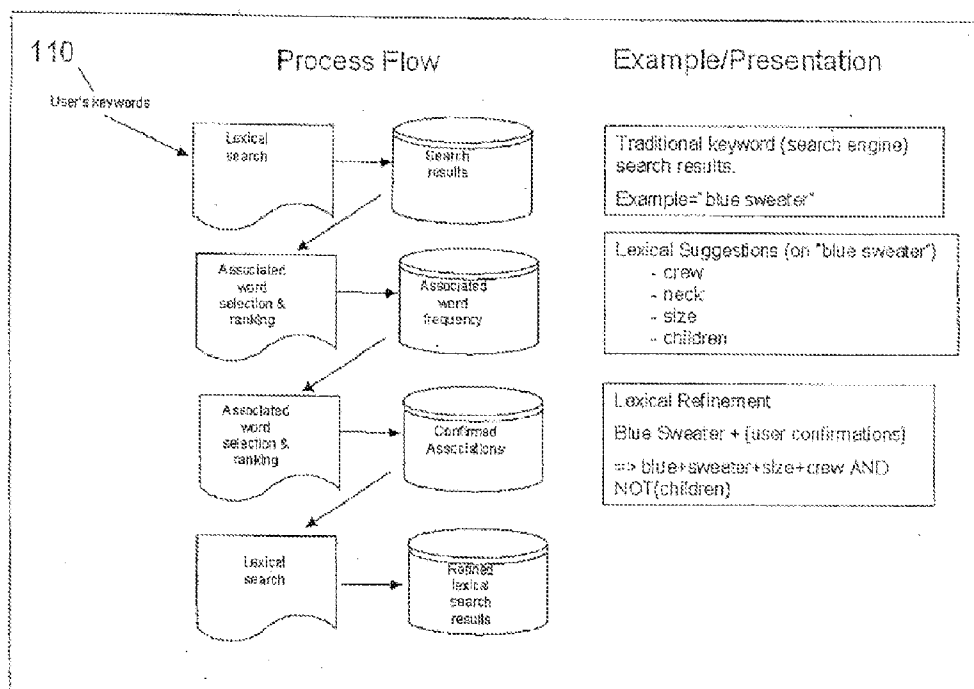 110
Process Flow
Example/Presentation
User's keywords
Lexical
search
Search
results
Traditional keyword (search engine)
search results.
Example="blue sweater"
Associated
word
selection &
ranking
Associated
word
frequency
Lexical Suggestions (on "blue sweater")
- crew
- neck
- size
- children
Associated
word
selection &
ranking
Confirmed
Associations
Lexical Refinement
Blue Sweater + [user confirmations]
=> blue+sweater+size+crew AND
NOT(children)
Lexical
search
Refined
lexical
search
results